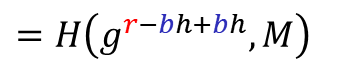 = H(g^{r−bh+bh}, M)